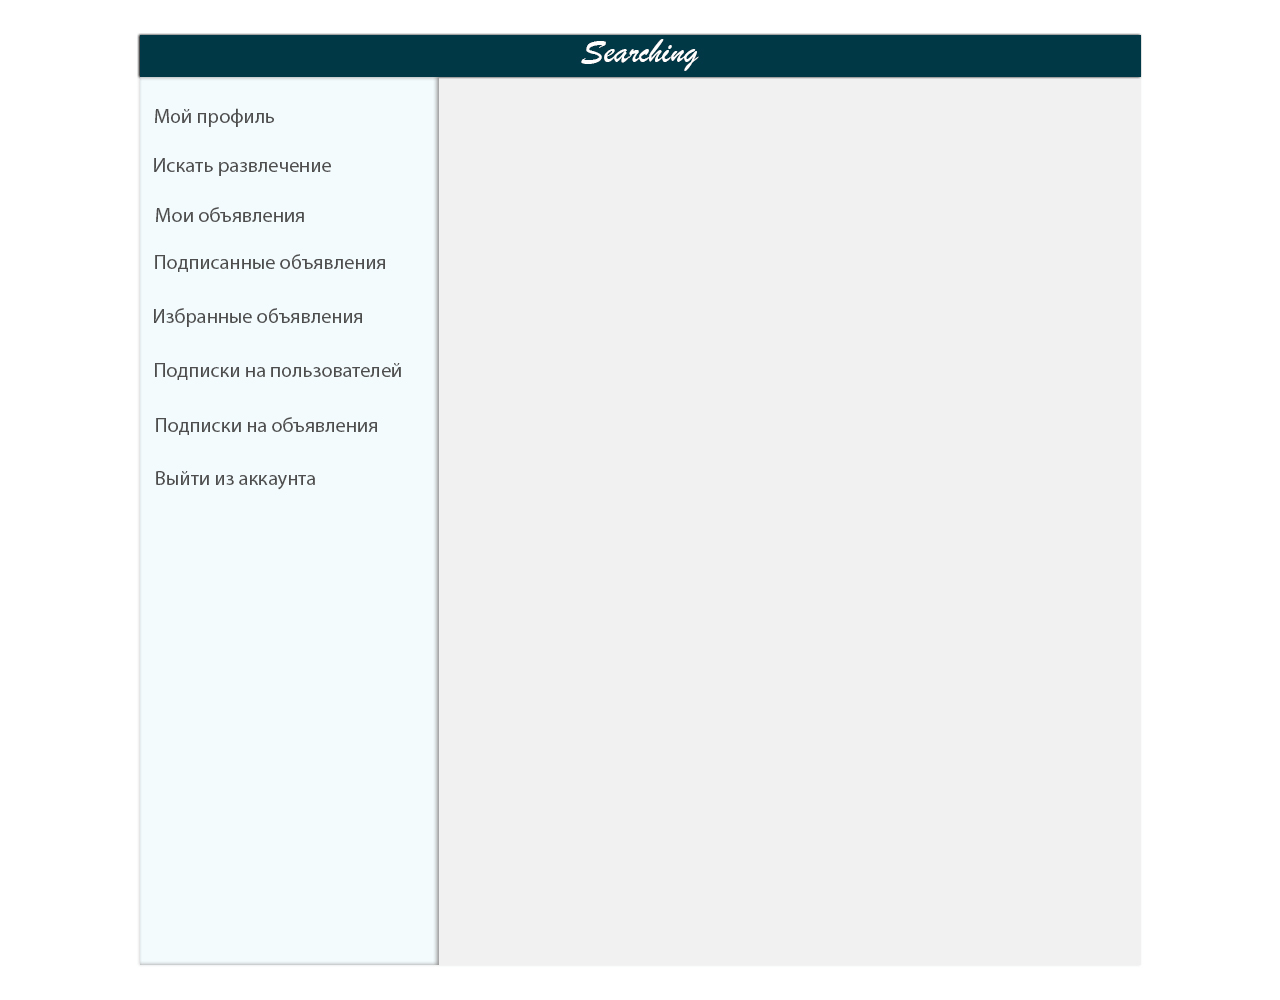 Searching
Мой профиль
Искать развлечение
Мои объявления
Подписанные объявления
Избранные объявления
Подписки на пользователей
Подписки на объявления
Выйти из аккаунта